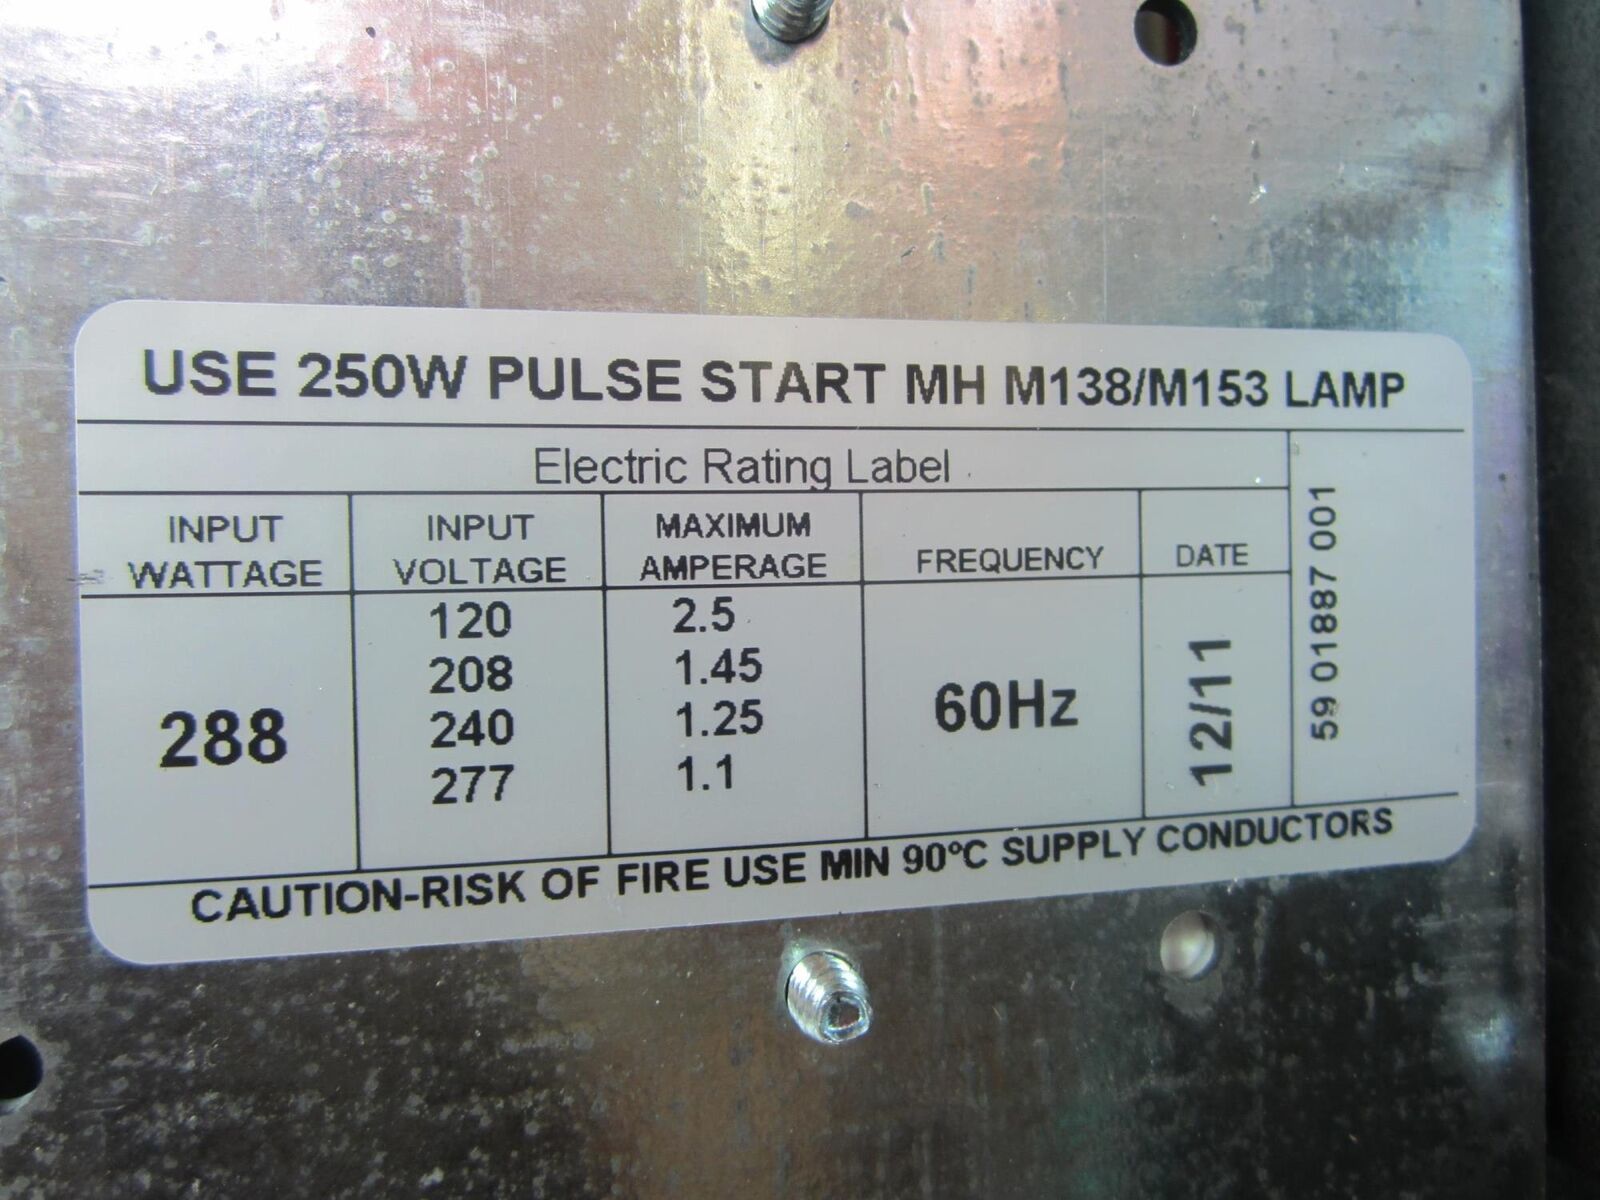 USE 250W PULSE START MH M138/M153 LAMP
Electric Rating Label
INPUT WATTAGE
INPUT VOLTAGE
MAXIMUM AMPERAGE
FREQUENCY
DATE
288
120 2.5
208 1.45
240 1.25
277 1.1
60Hz
12/11
59 01887 001
CAUTION-RISK OF FIRE USE MIN 90ºC SUPPLY CONDUCTORS